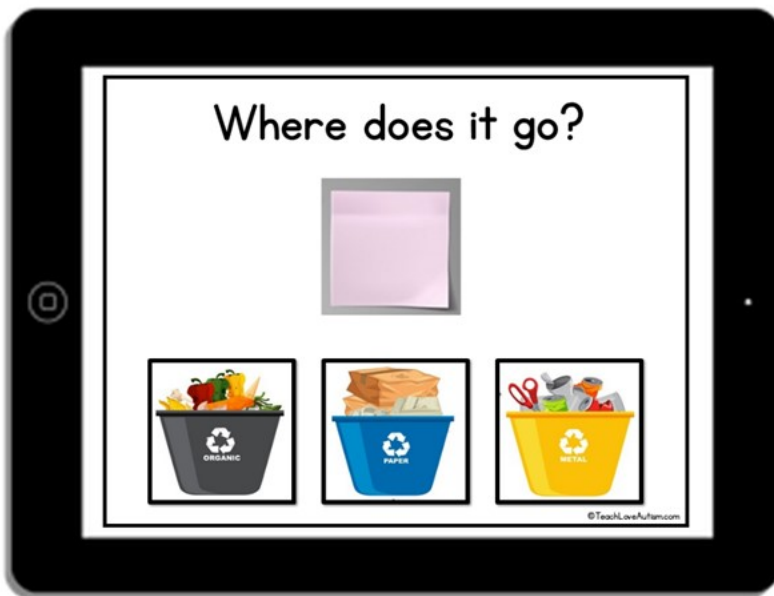 Where does it go?
ORGANIC
PAPER
METAL
©TeachLoveAutism.com